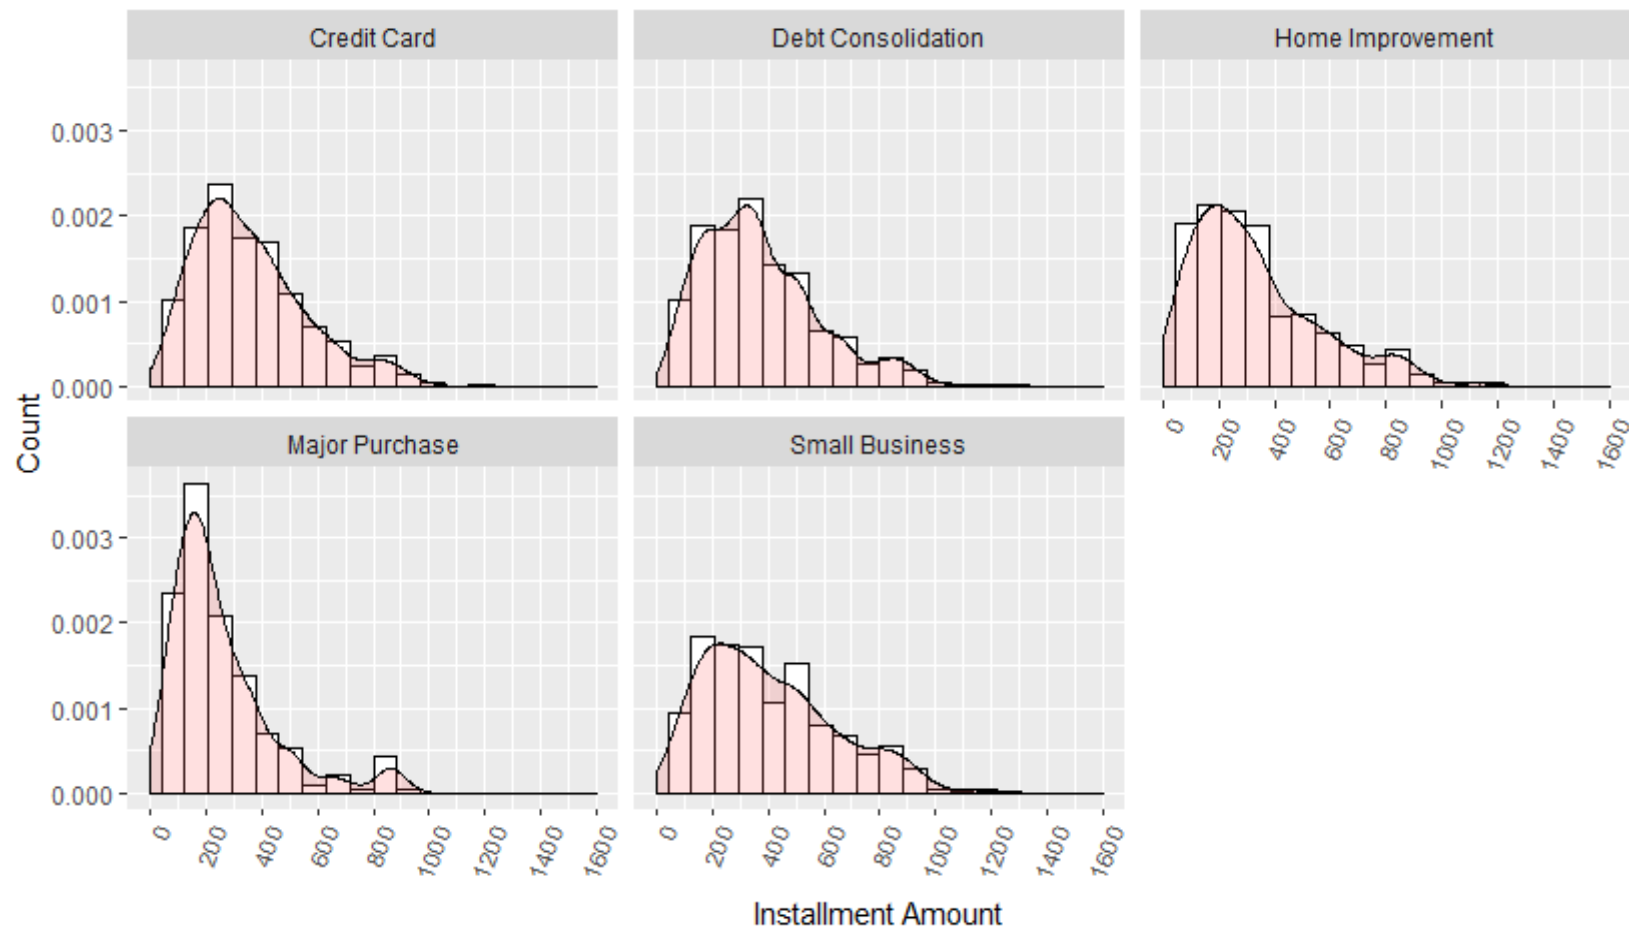 Credit Card
Debt Consolidation
Home Improvement
0.003
0.002
0.001
0.000
0 200 400 600 800 1000 1200 1400 1600
Count
Major Purchase
Small Business
0.003
0.002
0.001
0.000
0 200 400 600 800 1000 1200 1400 1600
0 200 400 600 800 1000 1200 1400 1600
Installment Amount